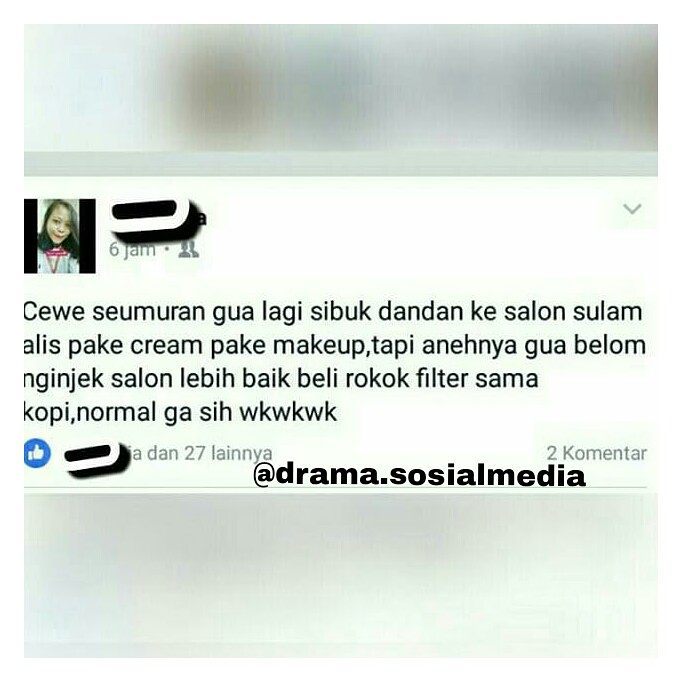 6 jam
Cewe seumuran gua lagi sibuk dandan ke salon sulam
alis pake cream pake makeup,tapi anehnya gua belom
nginjek salon lebih baik beli rokok filter sama
kopi,normal ga sih wkwkwk
dan 27 lainnya
2 Komentar
@drama.sosialmedia